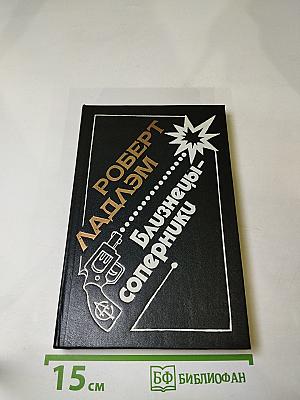 РОБЕРТ
ЛАДЛЭМ
Близнецы-
соперники
15 см
БФ БИБЛИОФАН